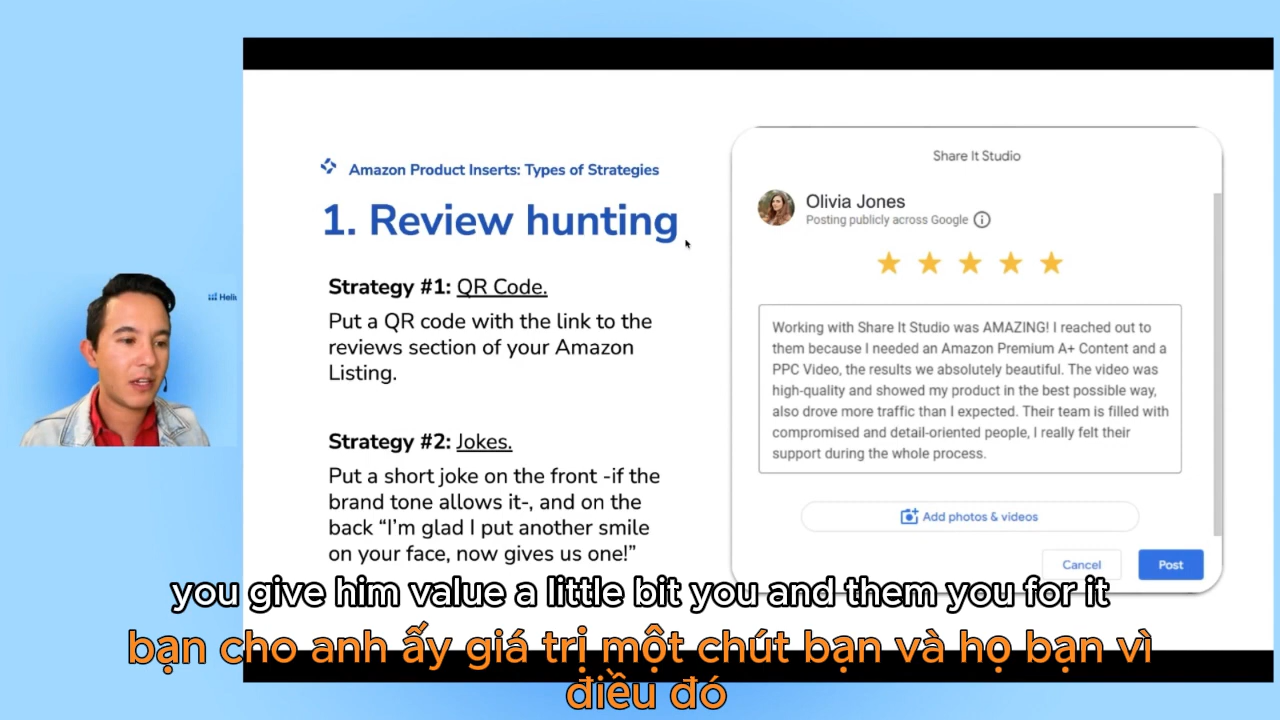 Amazon Product Inserts: Types of Strategies
1. Review hunting
Strategy #1: QR Code.
Put a QR code with the link to the
reviews section of your Amazon
Listing.
Strategy #2: Jokes.
Put a short joke on the front -if the
brand tone allows it-, and on the
back “I’m glad I put another smile
on your face, now gives us one!”
Share It Studio
Olivia Jones
Posting publicly across Google
Working with Share It Studio was AMAZING! I reached out to
them because I needed an Amazon Premium A+ Content and a
PPC Video, the results we absolutely beautiful. The video was
high-quality and showed my product in the best possible way,
also drove more traffic than I expected. Their team is filled with
compromised and detail-oriented people, I really felt their
support during the whole process.
Add photos & videos
Cancel
Post
Heliu
you give him value a little bit you and them you for it
bạn cho anh ấy giá trị một chút bạn và họ bạn vì
điều đó